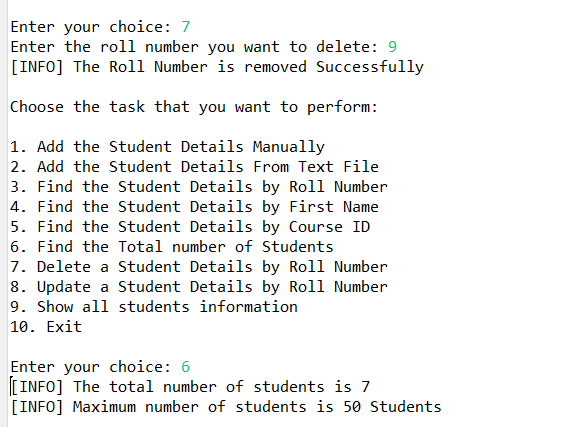 Enter your choice: 7
Enter the roll number you want to delete: 9
[INFO] The Roll Number is removed Successfully
Choose the task that you want to perform:
1. Add the Student Details Manually
2. Add the Student Details From Text File
3. Find the Student Details by Roll Number
4. Find the Student Details by First Name
5. Find the Student Details by Course ID
6. Find the Total number of Students
7. Delete a Student Details by Roll Number
8. Update a Student Details by Roll Number
9. Show all students information
10. Exit
Enter your choice: 6
[INFO] The total number of students is 7
[INFO] Maximum number of students is 50 Students